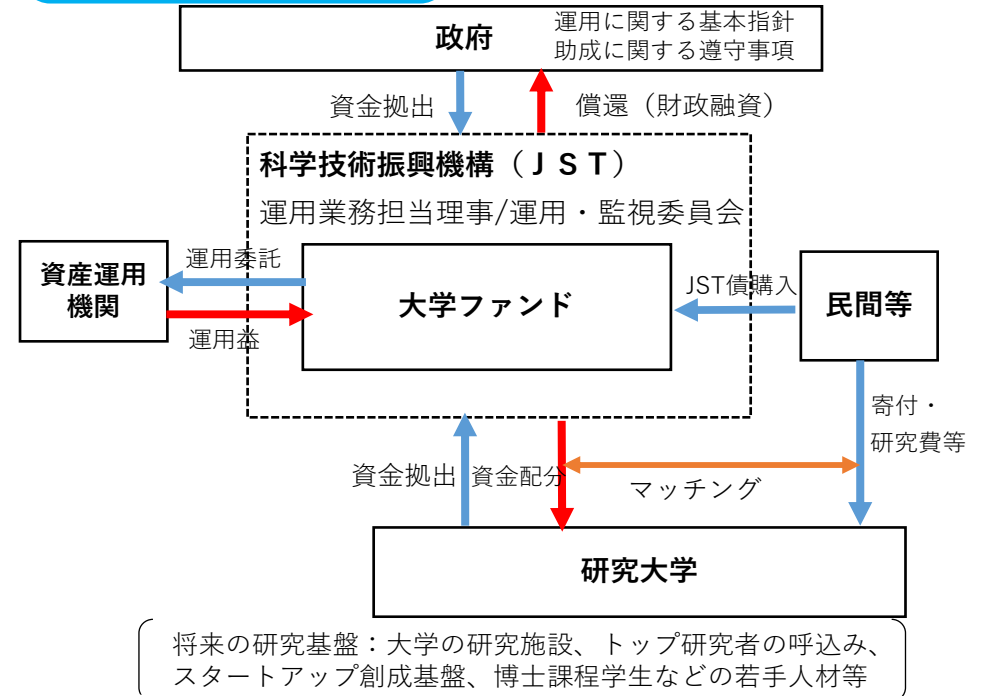 政府
運用に関する基本指針
助成に関する遵守事項
資金拠出
償還（財政融資）
科学技術振興機構（ＪＳＴ）
運用業務担当理事/運用・監視委員会
資産運用
機関
運用委託
運用益
大学ファンド
JST債購入
民間等
寄付・
研究費等
資金拠出
資金配分
マッチング
研究大学
将来の研究基盤：大学の研究施設、トップ研究者の呼込み、
スタートアップ創成基盤、博士課程学生などの若手人材等